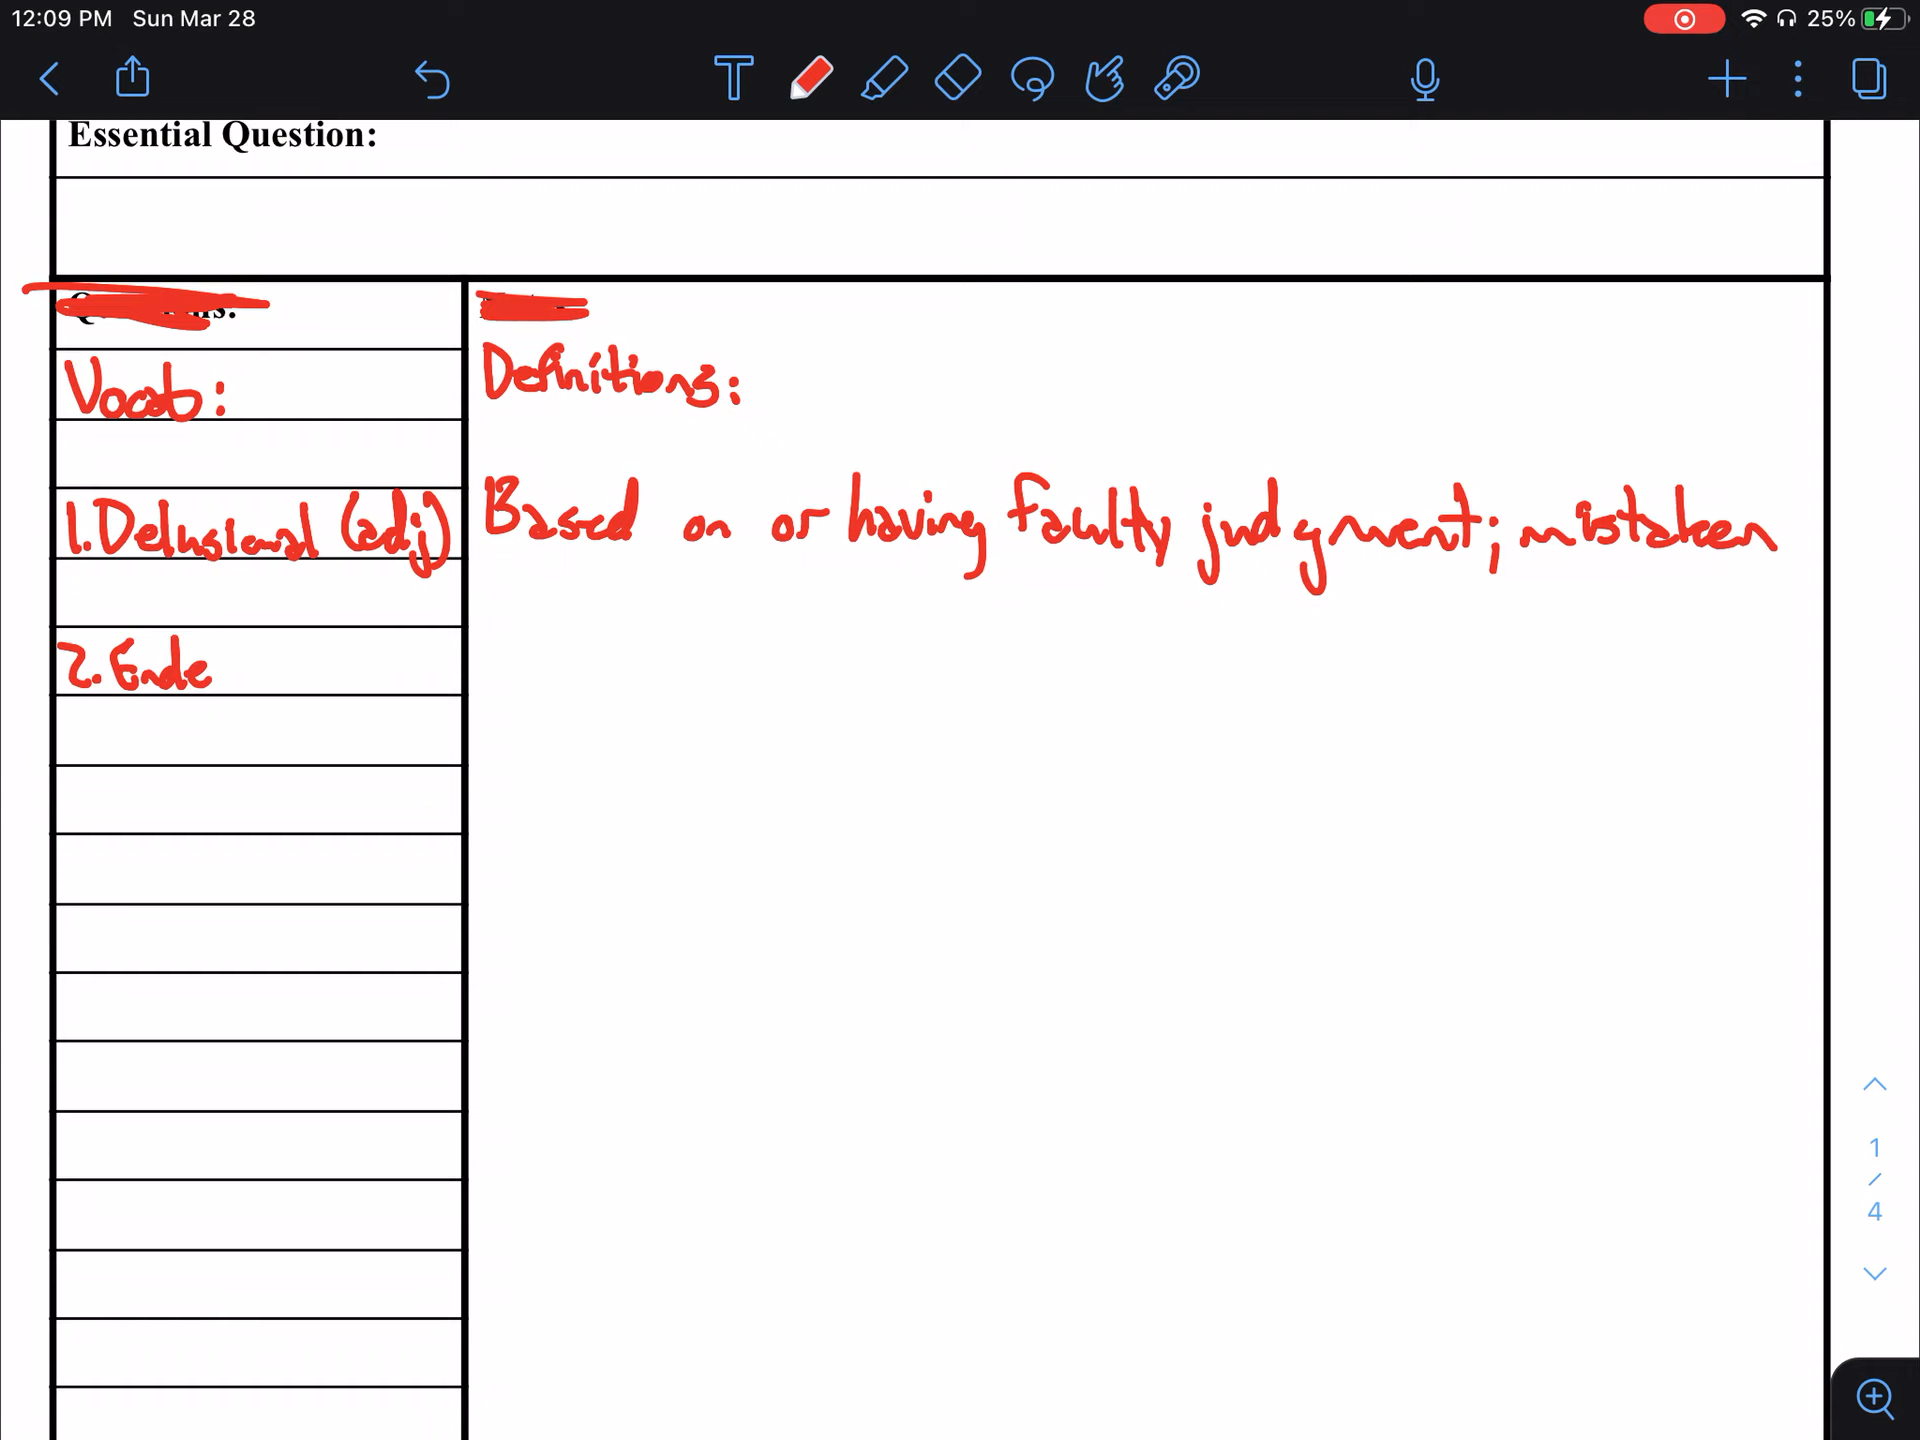 12:09 PM Sun Mar 28
25%
Essential Question:
Vocab:
Definitions:
1. Delusional (adj)
Based on or having faulty judgment; mistaken
2. Ende
1
/
4